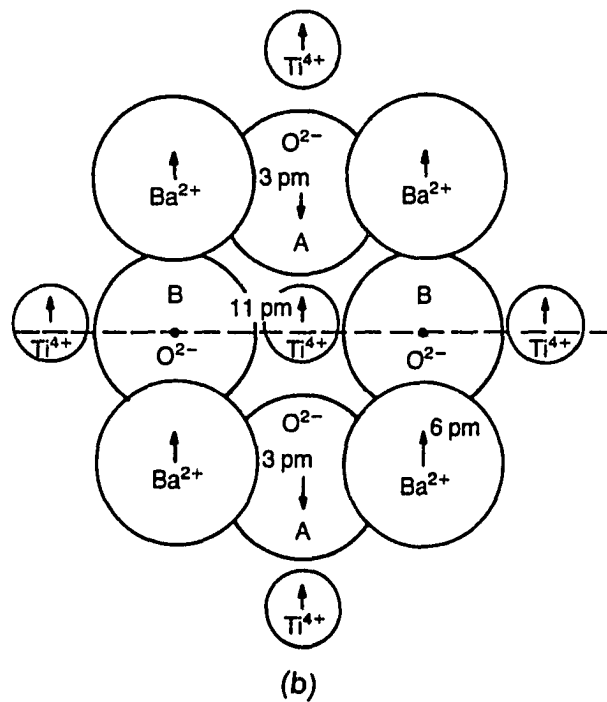 Ti⁴⁺
O²⁻
3 pm
Ba²⁺
Ba²⁺
A
B
B
11 pm
Ti⁴⁺
O²⁻
Ti⁴⁺
O²⁻
Ti⁴⁺
O²⁻
6 pm
3 pm
Ba²⁺
Ba²⁺
A
Ti⁴⁺
(b)